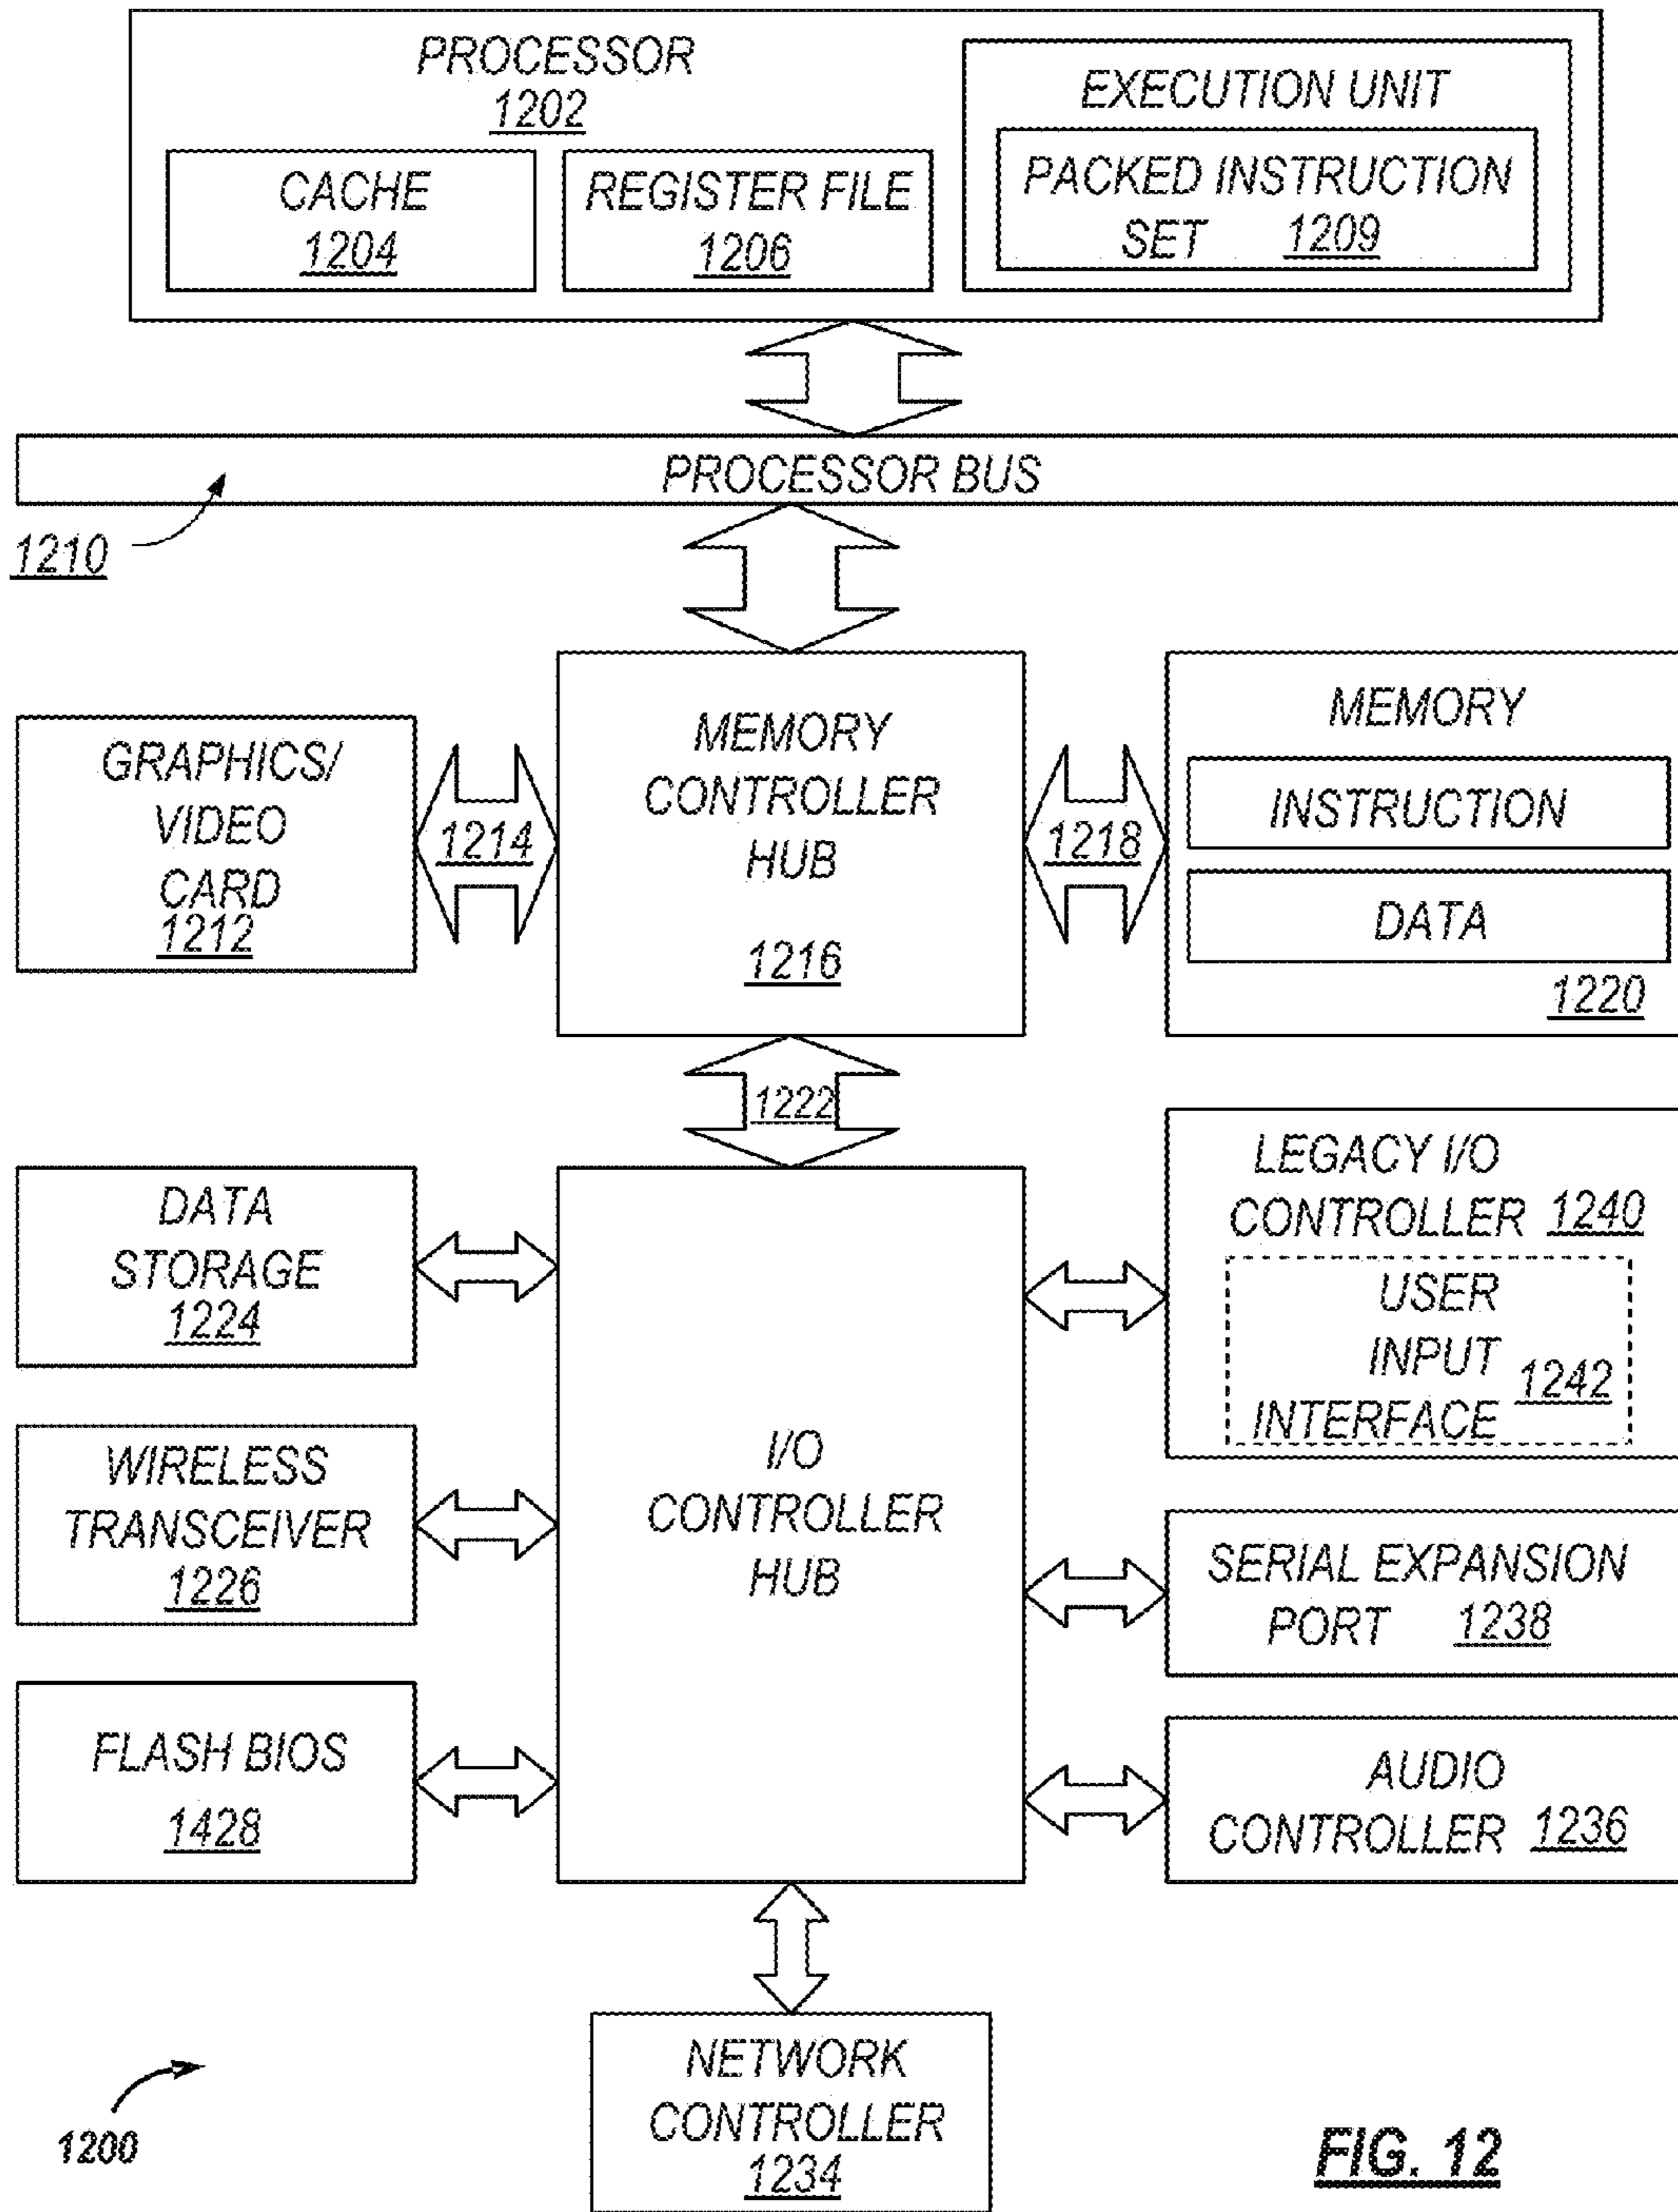 PROCESSOR
1202
CACHE
1204
REGISTER FILE
1206
EXECUTION UNIT
PACKED INSTRUCTION
SET 1209
PROCESSOR BUS
1210
GRAPHICS/
VIDEO
CARD
1212
1214
MEMORY
CONTROLLER
HUB
1216
1218
MEMORY
INSTRUCTION
DATA
1220
1222
DATA
STORAGE
1224
WIRELESS
TRANSCEIVER
1226
FLASH BIOS
1428
I/O
CONTROLLER
HUB
LEGACY I/O
CONTROLLER 1240
USER
INPUT
INTERFACE 1242
SERIAL EXPANSION
PORT 1238
AUDIO
CONTROLLER 1236
NETWORK
CONTROLLER
1234
1200
FIG. 12